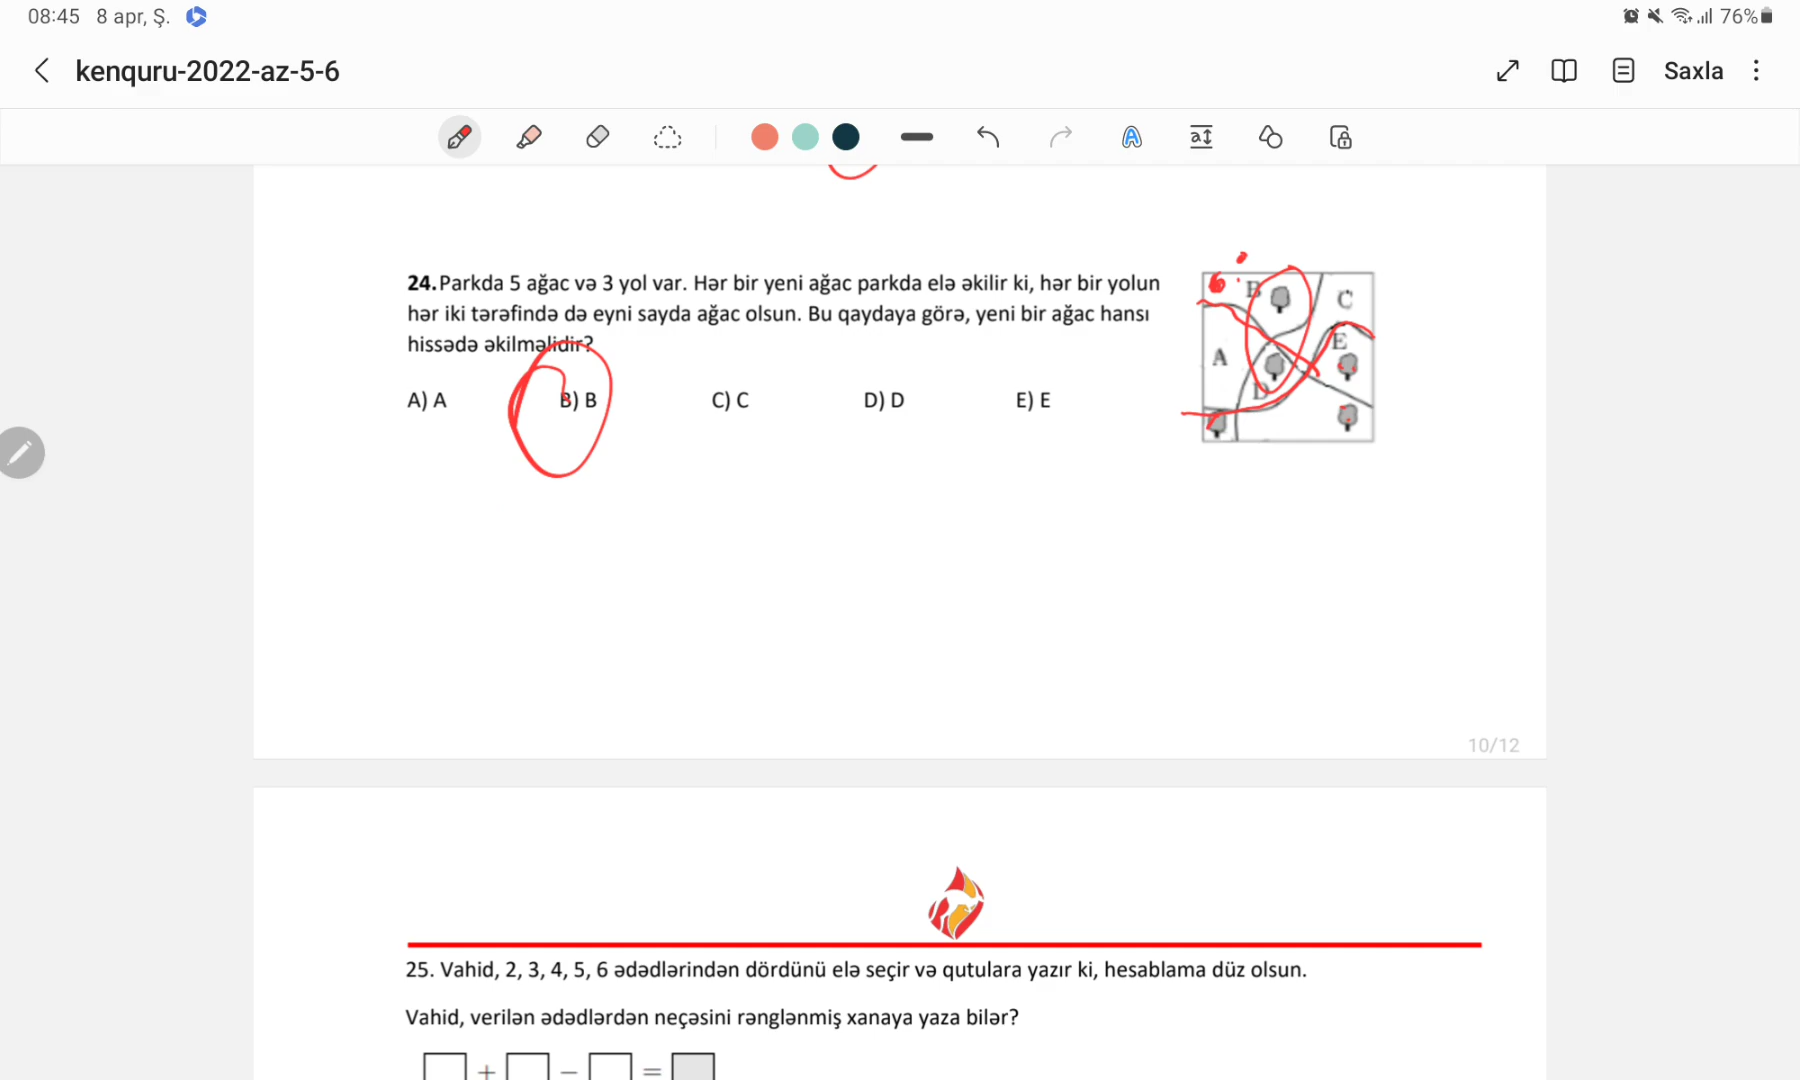 08:45 8 apr, Ş.
76%
kenquru-2022-az-5-6
Saxla
24.Parkda 5 ağac və 3 yol var. Hər bir yeni ağac parkda elə əkilir ki, hər bir yolun
hər iki tərəfində də eyni sayda ağac olsun. Bu qaydaya görə, yeni bir ağac hansı
hissədə əkilməlidir?
A) A B) B C) C D) D E) E
B
C
E
A
D
10/12
25. Vahid, 2, 3, 4, 5, 6 ədədlərindən dördünü elə seçir və qutulara yazır ki, hesablama düz olsun.
Vahid, verilən ədədlərdən neçəsini rənglənmiş xanaya yaza bilər?
+ − =